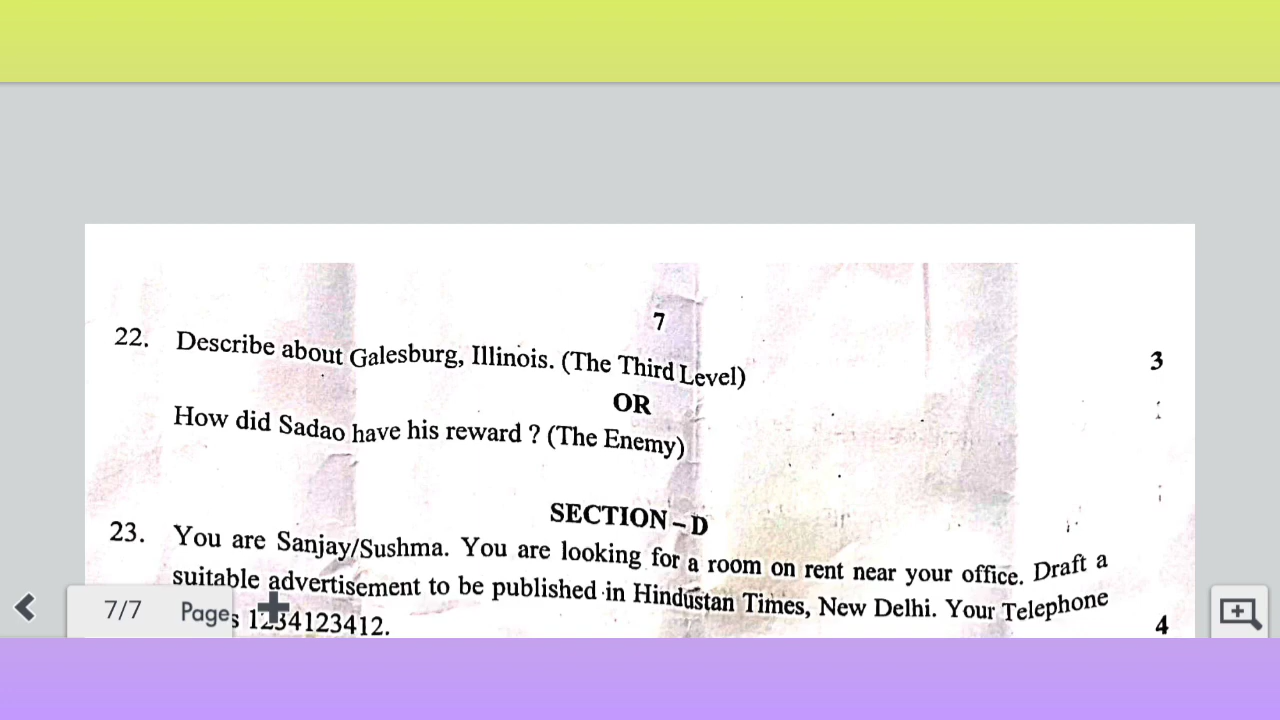 7
22. Describe about Galesburg, Illinois. (The Third Level) 3
OR
How did Sadao have his reward ? (The Enemy)
SECTION – D
23. You are Sanjay/Sushma. You are looking for a room on rent near your office. Draft a
suitable advertisement to be published in Hindustan Times, New Delhi. Your Telephone
s 1234123412. 4
7/7 Page